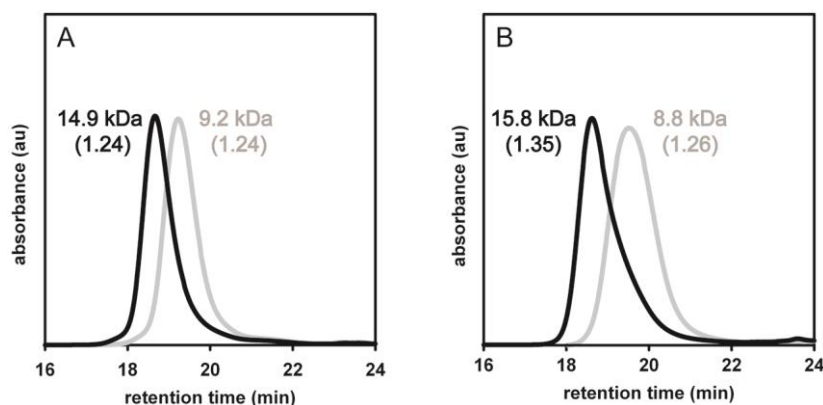 A
14.9 kDa
(1.24)
9.2 kDa
(1.24)
absorbance (au)
16 18 20 22 24
retention time (min)
B
15.8 kDa
(1.35)
8.8 kDa
(1.26)
absorbance (au)
16 18 20 22 24
retention time (min)